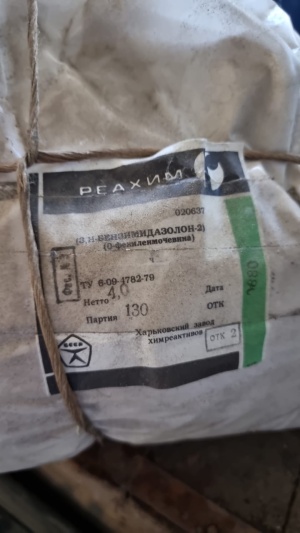 РЕАХИМ
020637
(2,Н-БЕНЗИМИДАЗОЛОН-2)
(О-фениленмочевина)
ч
ТУ 6-09-1782-79
Нетто 4,0 Дата
Партия 130 ОТК
Харьковский завод
химреактивов
ОТК 2